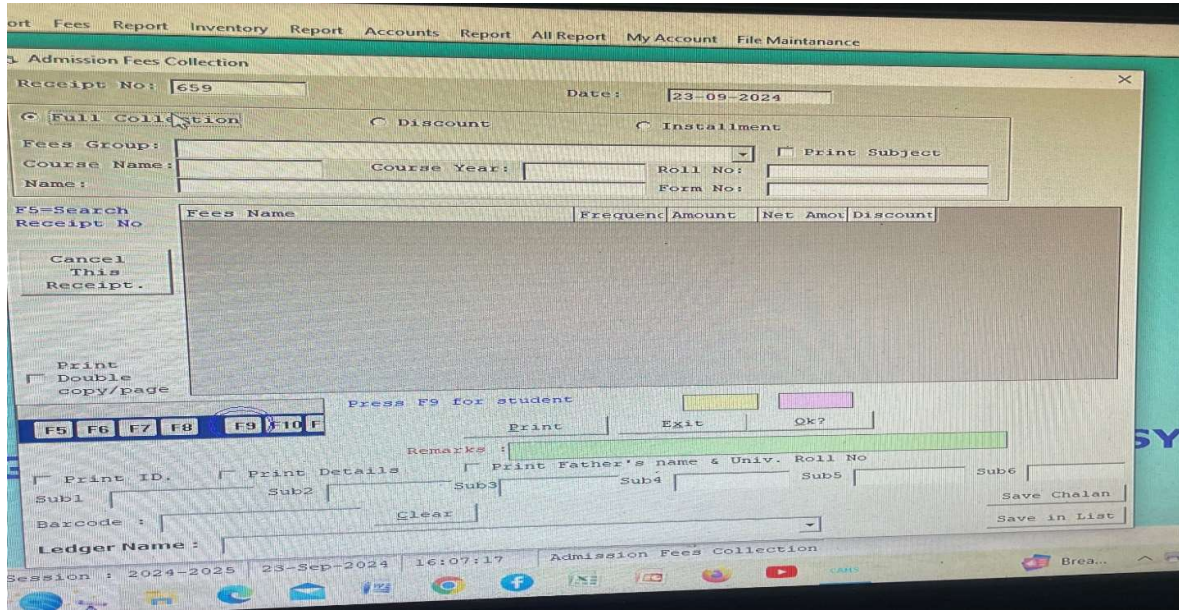 ort Fees Report Inventory Report Accounts Report All Report My Account File Maintanance
Admission Fees Collection
Receipt No: 659 Date: 23-09-2024
Full Collection Discount Installment
Fees Group: Print Subject
Course Name: Course Year: Roll No:
Name: Form No:
F5=Search
Receipt No
Fees Name Frequenc Amount Net Amou Discount
Cancel
This
Receipt.
Print
Double
copy/page
Press F9 for student
F5 F6 F7 F8 F9 F10 F
Print Exit Ok?
Remarks :
Print ID. Print Details Print Father's name & Univ. Roll No
Sub1 Sub2 Sub3 Sub4 Sub5 Sub6
Save Chalan
Barcode : Clear
Save in List
Ledger Name :
Session : 2024-2025 23-Sep-2024 16:07:17 Admission Fees Collection
CAMS
Brea...
SY